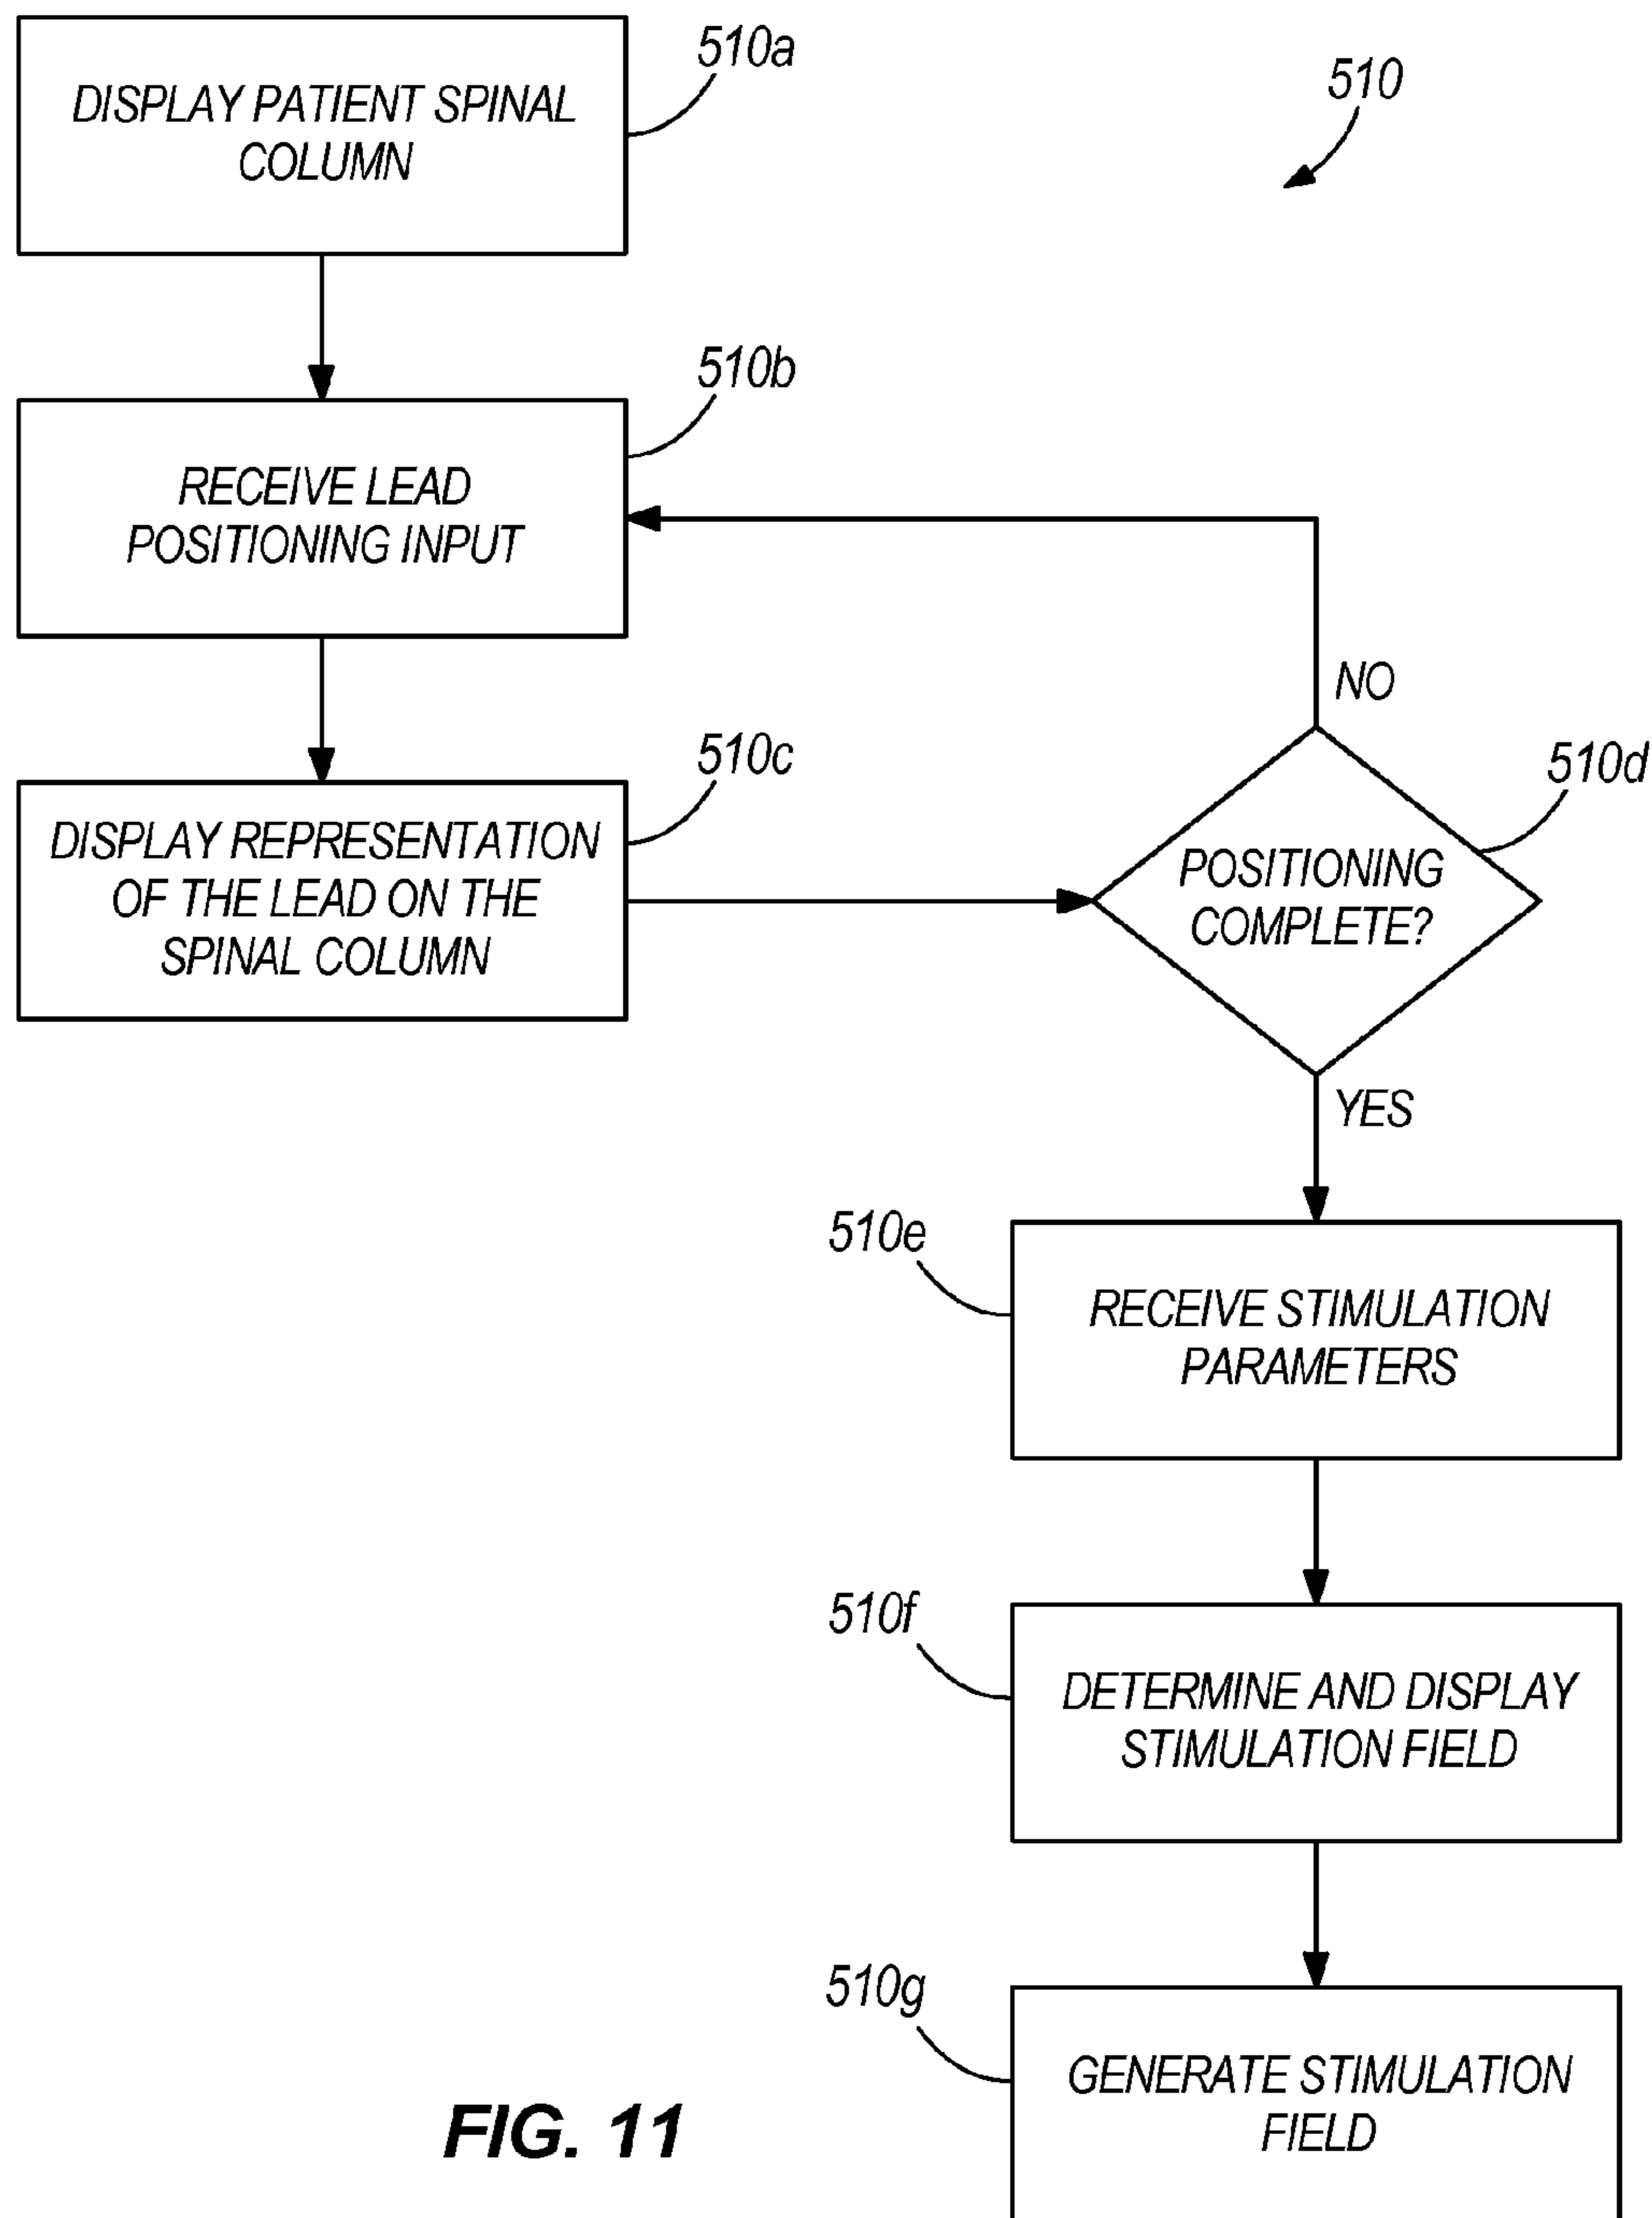 510a
DISPLAY PATIENT SPINAL
COLUMN
510
510b
RECEIVE LEAD
POSITIONING INPUT
NO
510c
DISPLAY REPRESENTATION
OF THE LEAD ON THE
SPINAL COLUMN
510d
POSITIONING
COMPLETE?
YES
510e
RECEIVE STIMULATION
PARAMETERS
510f
DETERMINE AND DISPLAY
STIMULATION FIELD
510g
GENERATE STIMULATION
FIELD
FIG. 11